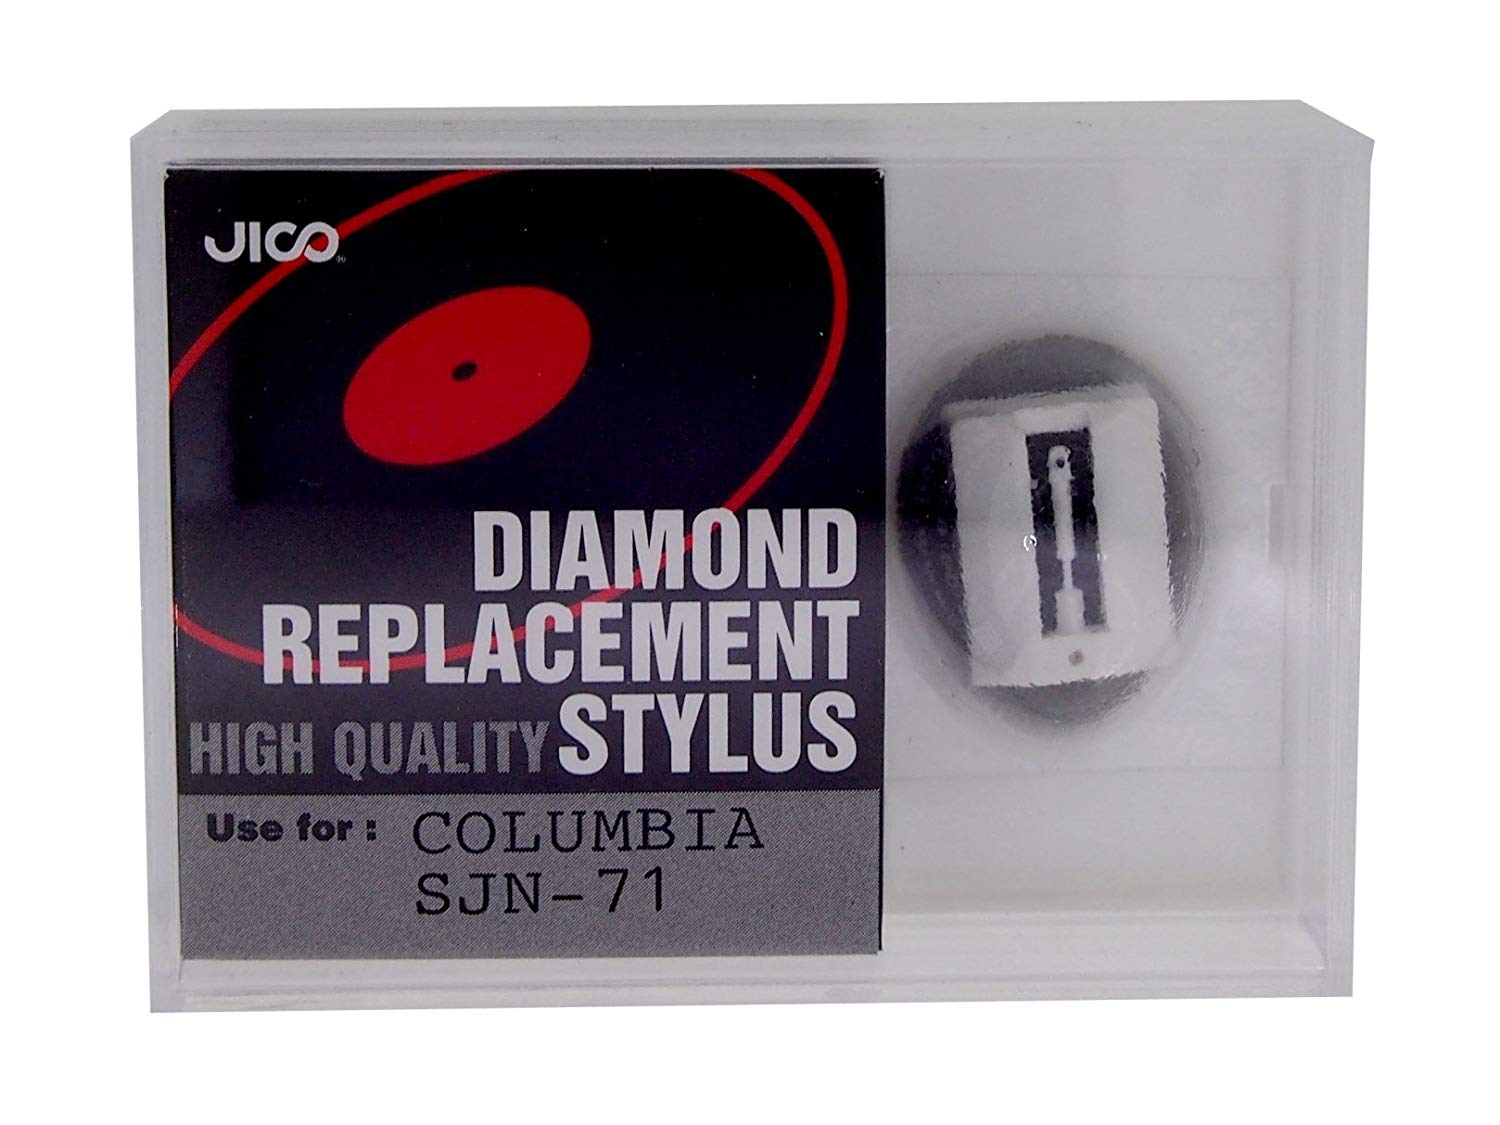 JICO
DIAMOND
REPLACEMENT
HIGH QUALITY STYLUS
Use for: COLUMBIA
SJN-71